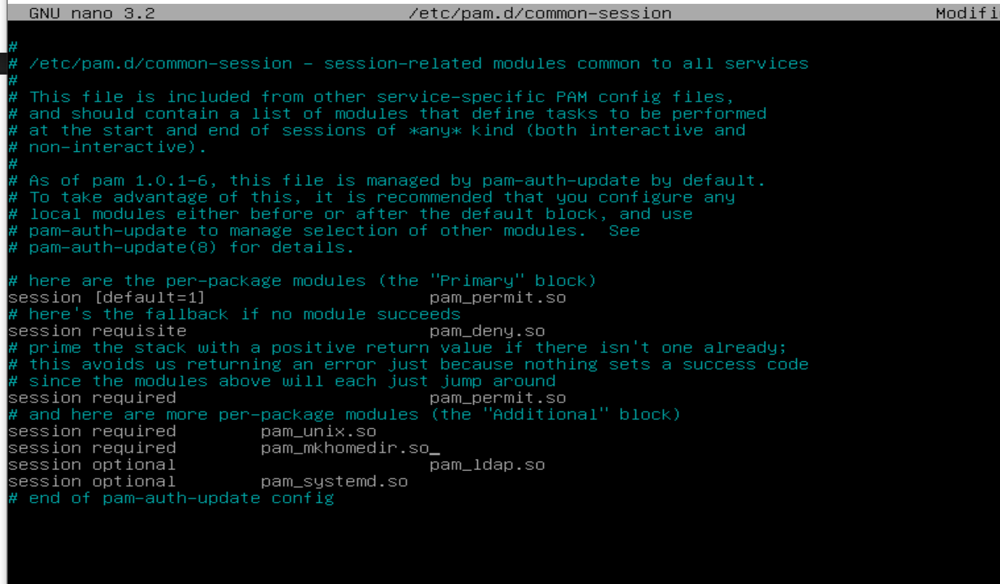 GNU nano 3.2 /etc/pam.d/common-session Modifi
#
# /etc/pam.d/common-session - session-related modules common to all services
#
# This file is included from other service-specific PAM config files,
# and should contain a list of modules that define tasks to be performed
# at the start and end of sessions of *any* kind (both interactive and
# non-interactive).
#
# As of pam 1.0.1-6, this file is managed by pam-auth-update by default.
# To take advantage of this, it is recommended that you configure any
# local modules either before or after the default block, and use
# pam-auth-update to manage selection of other modules.  See
# pam-auth-update(8) for details.
# here are the per-package modules (the "Primary" block)
session [default=1]                     pam_permit.so
# here's the fallback if no module succeeds
session requisite                       pam_deny.so
# prime the stack with a positive return value if there isn't one already;
# this avoids us returning an error just because nothing sets a success code
# since the modules above will each just jump around
session required                        pam_permit.so
# and here are more per-package modules (the "Additional" block)
session required        pam_unix.so
session required        pam_mkhomedir.so_
session optional                        pam_ldap.so
session optional        pam_systemd.so
# end of pam-auth-update config